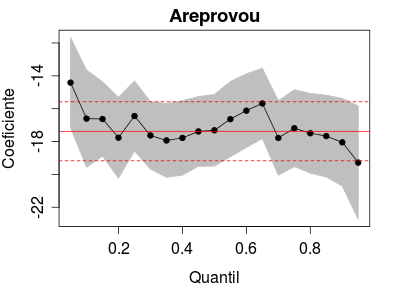 Areprovou
Coeficiente
-14
-18
-22
0.2 0.4 0.6 0.8
Quantil